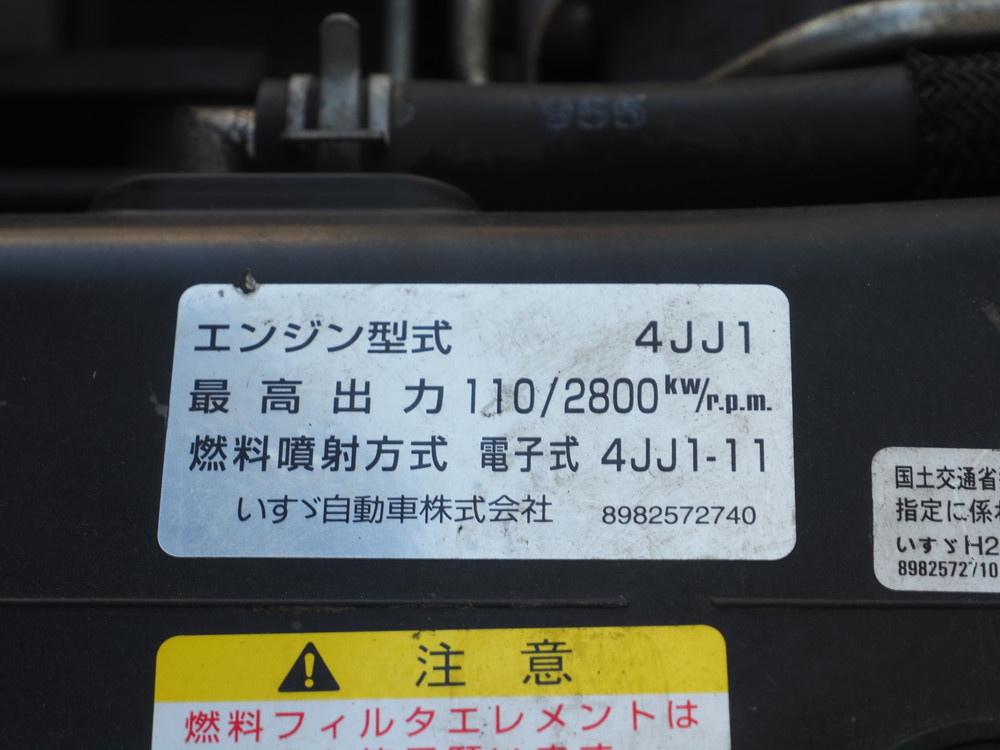 955
エンジン型式 4JJ1
最高出力 110/2800kw/r.p.m.
燃料噴射方式 電子式 4JJ1-11
いすゞ自動車株式会社 8982572740
国土交通省
指定に係
いすゞH2
注意
燃料フィルタエレメントは